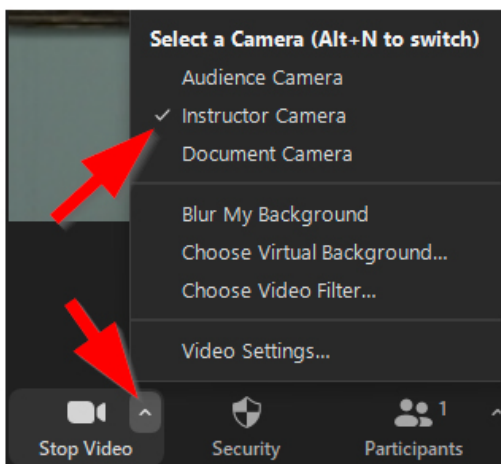 Select a Camera (Alt+N to switch)
Audience Camera
Instructor Camera
Document Camera
Blur My Background
Choose Virtual Background...
Choose Video Filter...
Video Settings...
1
Stop Video
Security
Participants